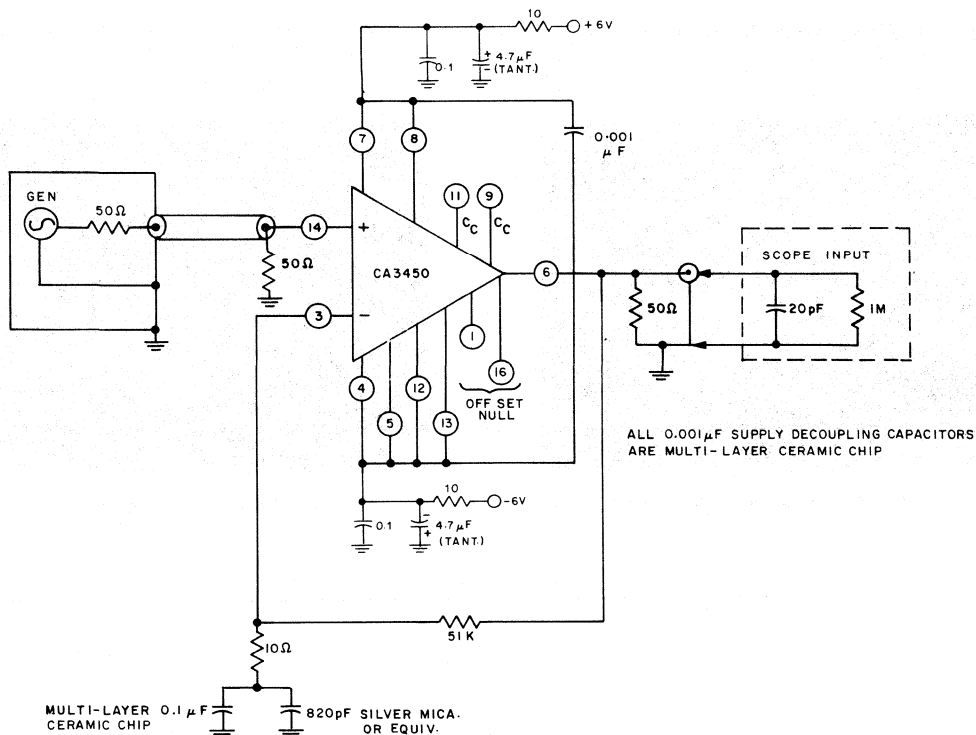 10
+6V
0.1
+ 4.7µF
– (TANT.)
7
8
0.001
µF
GEN
50Ω
11
9
CC
CC
14
+
50Ω
CA3450
6
SCOPE INPUT
50Ω
20pF
1M
3
–
1
4
12
16
5
13
OFF SET
NULL
ALL 0.001µF SUPPLY DECOUPLING CAPACITORS
ARE MULTI-LAYER CERAMIC CHIP
10
-6V
0.1
– 4.7µF
+ (TANT.)
51K
10Ω
MULTI-LAYER 0.1µF
CERAMIC CHIP
820pF SILVER MICA.
OR EQUIV.